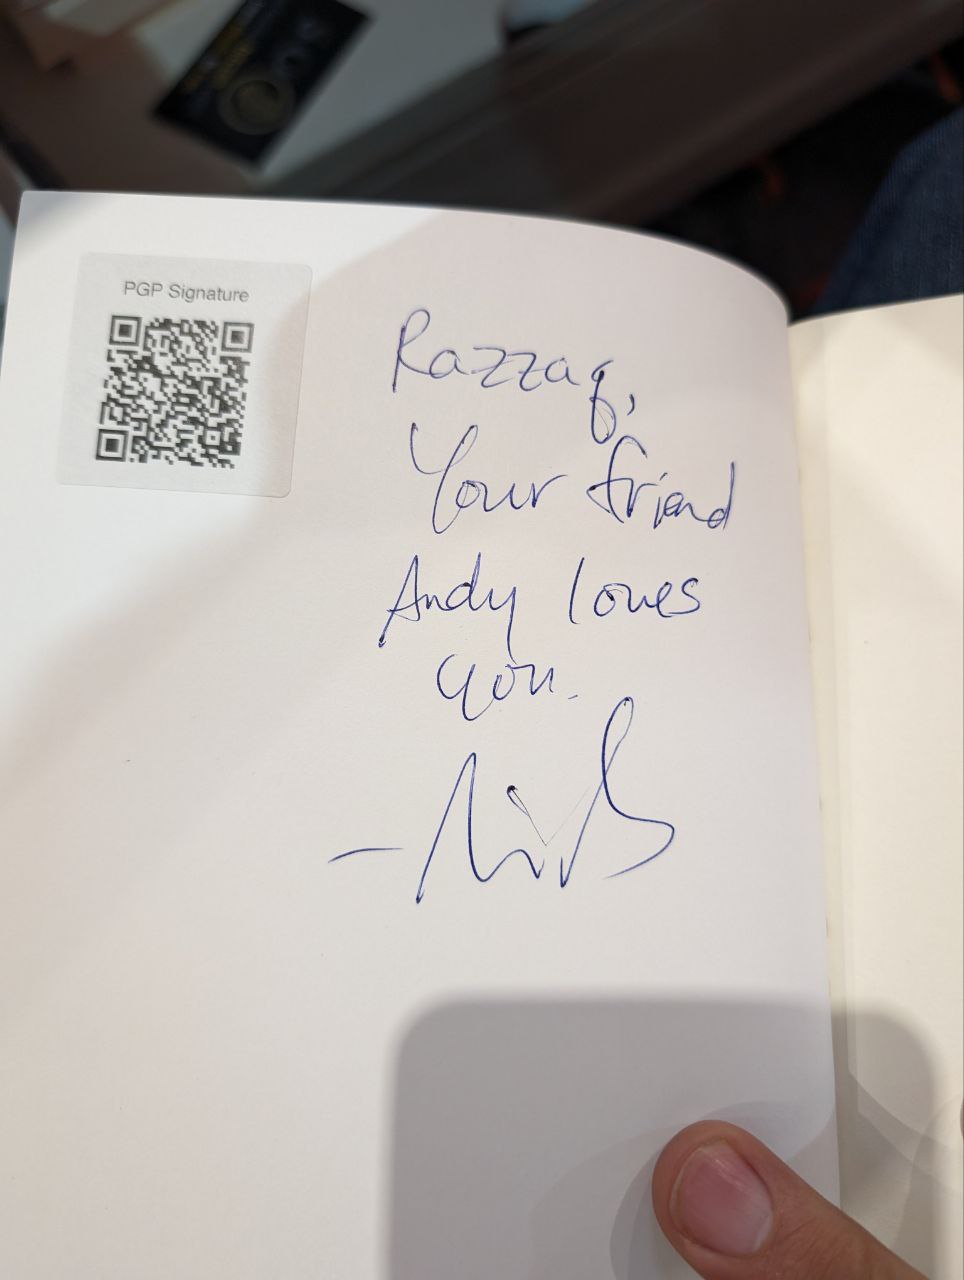 PGP Signature
Razzaq,
Your friend
Andy loves
you.